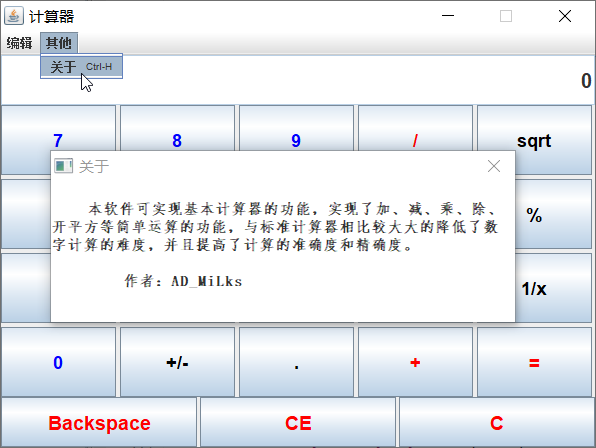 计算器
编辑 其他
关于 Ctrl-H
0
7 8 9 / sqrt
关于
本软件可实现基本计算器的功能，实现了加、减、乘、除、
开平方等简单运算的功能，与标准计算器相比较大大的降低了数
字计算的难度，并且提高了计算的准确度和精确度。
作者：AD_MiLks
%
1/x
0 +/- . + =
Backspace CE C